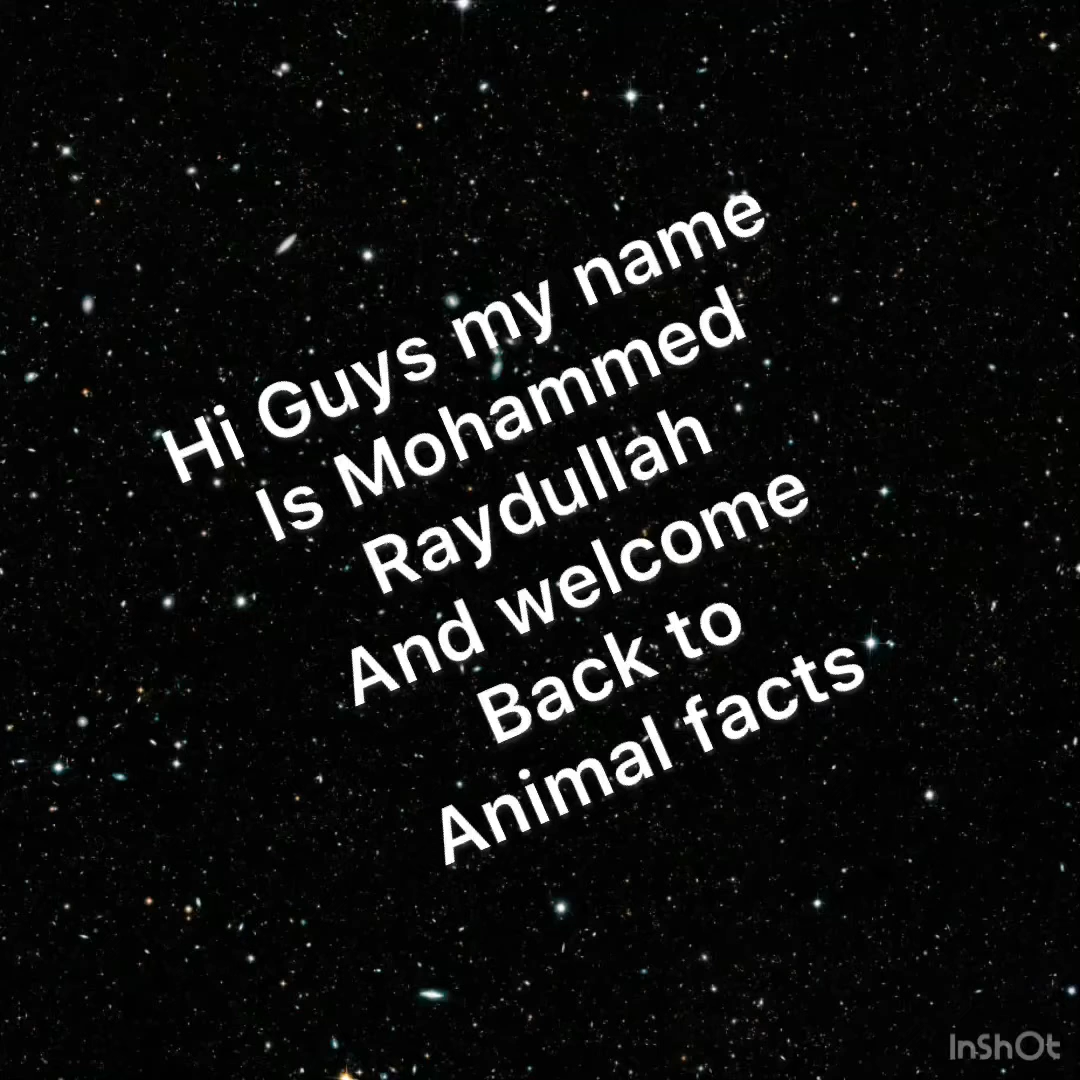 Hi Guys my name
Is Mohammed
Raydullah
And welcome
Back to
Animal facts
InShOt